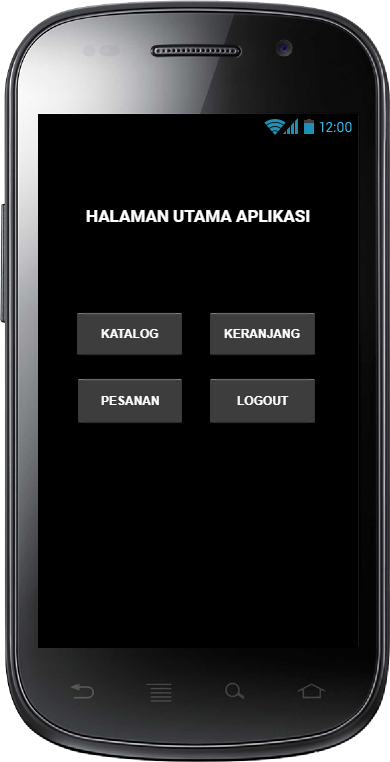 12:00
HALAMAN UTAMA APLIKASI
KATALOG
KERANJANG
PESANAN
LOGOUT